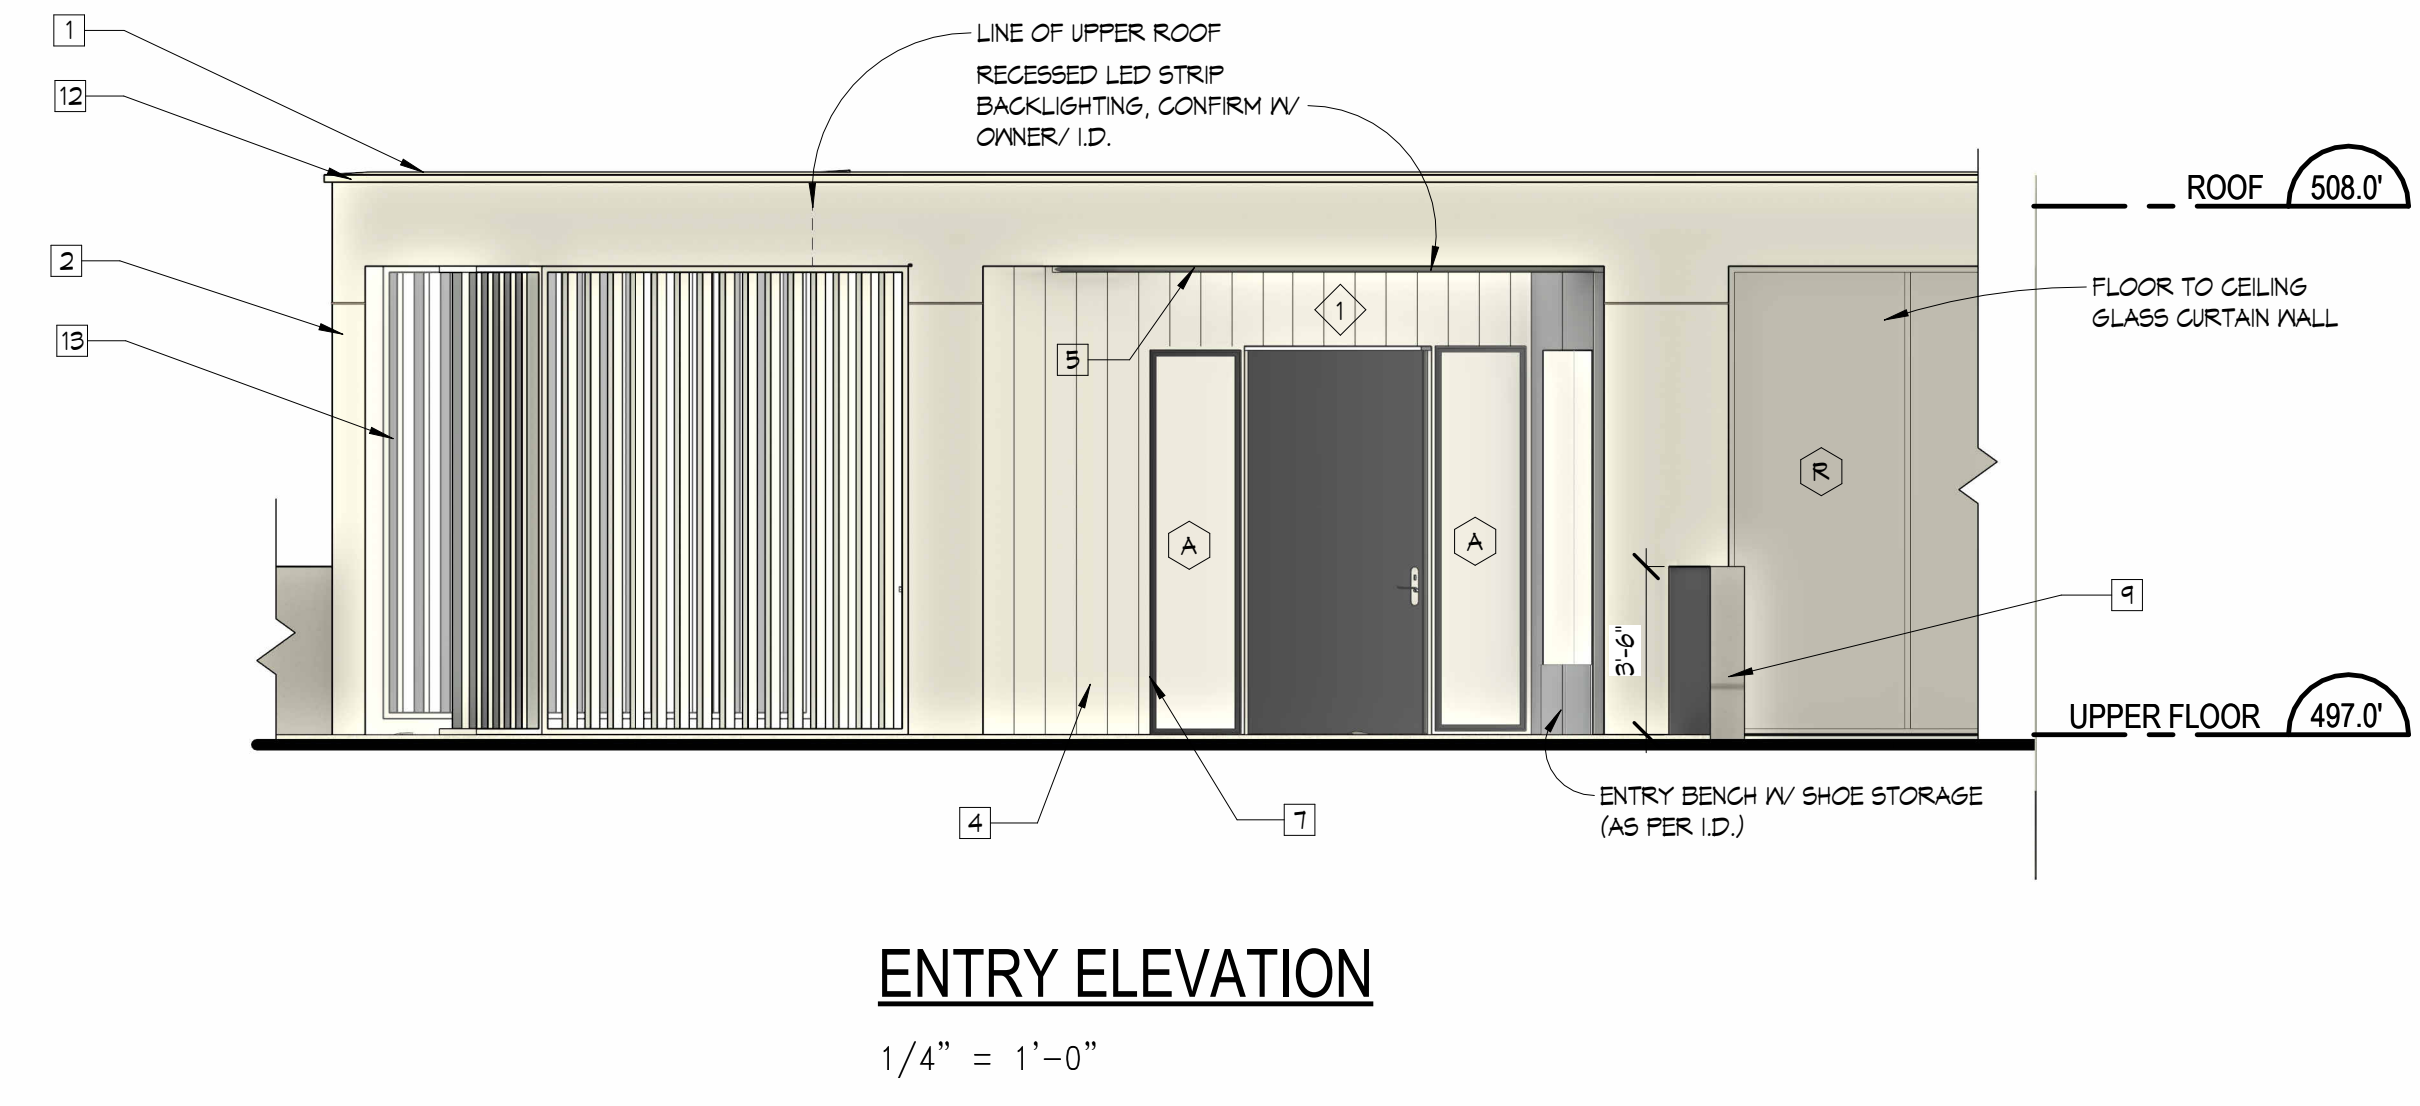 1
LINE OF UPPER ROOF
RECESSED LED STRIP
BACKLIGHTING, CONFIRM W/
OWNER/ I.D.
12
ROOF 508.0'
2
FLOOR TO CEILING
GLASS CURTAIN WALL
1
13
5
R
A
A
9
3'-6"
UPPER FLOOR 497.0'
4
7
ENTRY BENCH W/ SHOE STORAGE
(AS PER I.D.)
ENTRY ELEVATION
1/4" = 1'-0"